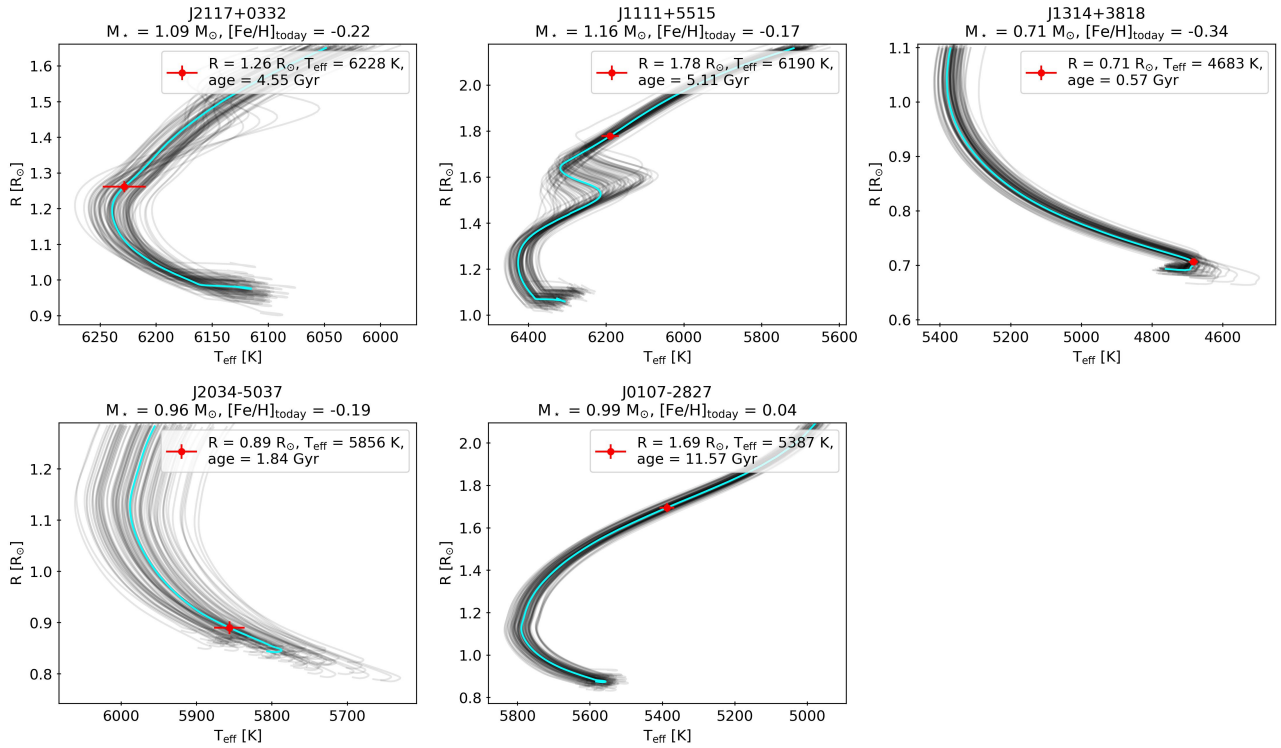 J2117+0332
M⋆ = 1.09 M☉, [Fe/H]today = -0.22
R = 1.26 R☉, Teff = 6228 K,
age = 4.55 Gyr
1.6
1.5
1.4
1.3
1.2
1.1
1.0
0.9
R [R☉]
6250 6200 6150 6100 6050 6000
Teff [K]
J1111+5515
M⋆ = 1.16 M☉, [Fe/H]today = -0.17
R = 1.78 R☉, Teff = 6190 K,
age = 5.11 Gyr
2.0
1.8
1.6
1.4
1.2
1.0
R [R☉]
6400 6200 6000 5800 5600
Teff [K]
J1314+3818
M⋆ = 0.71 M☉, [Fe/H]today = -0.34
R = 0.71 R☉, Teff = 4683 K,
age = 0.57 Gyr
1.1
1.0
0.9
0.8
0.7
0.6
R [R☉]
5400 5200 5000 4800 4600
Teff [K]
J2034-5037
M⋆ = 0.96 M☉, [Fe/H]today = -0.19
R = 0.89 R☉, Teff = 5856 K,
age = 1.84 Gyr
1.2
1.1
1.0
0.9
0.8
R [R☉]
6000 5900 5800 5700
Teff [K]
J0107-2827
M⋆ = 0.99 M☉, [Fe/H]today = 0.04
R = 1.69 R☉, Teff = 5387 K,
age = 11.57 Gyr
2.0
1.8
1.6
1.4
1.2
1.0
0.8
R [R☉]
5800 5600 5400 5200 5000
Teff [K]